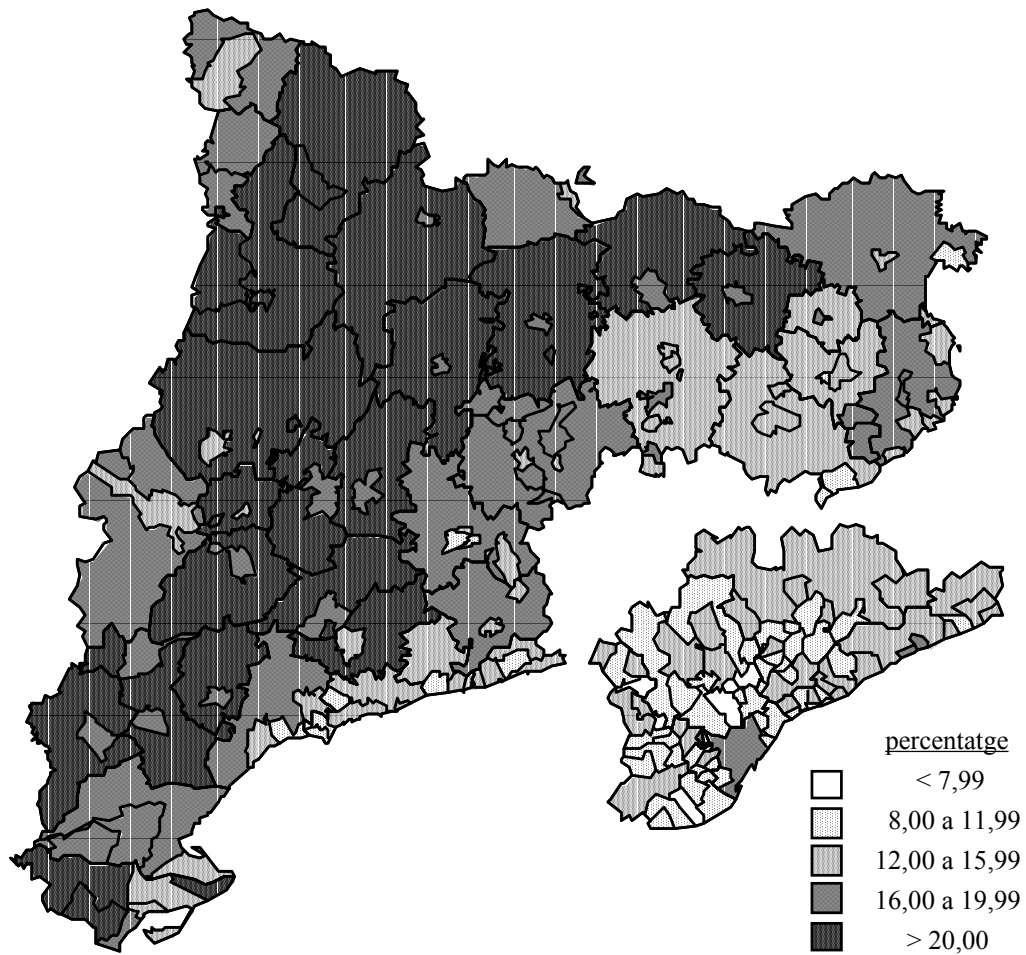 percentatge
< 7,99
8,00 a 11,99
12,00 a 15,99
16,00 a 19,99
> 20,00